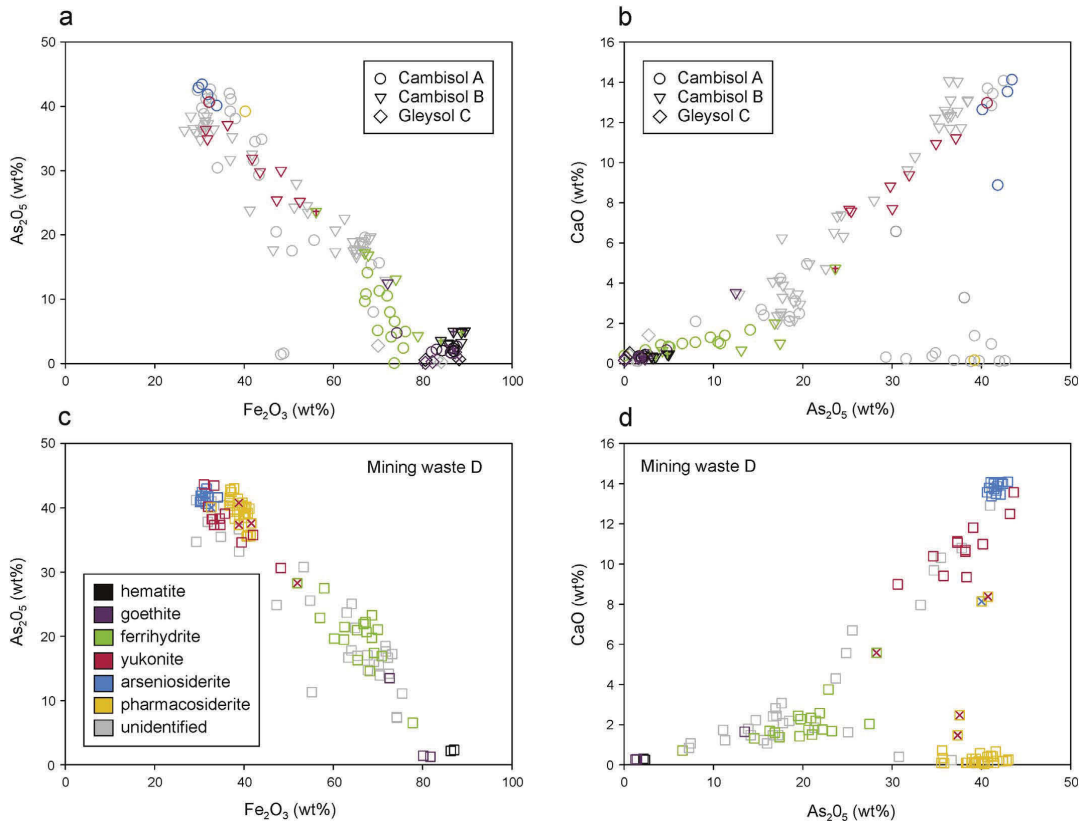 a
50
40
30
20
10
0
As₂0₅ (wt%)
Cambisol A
Cambisol B
Gleysol C
0 20 40 60 80 100
Fe₂O₃ (wt%)
b
16
14
12
10
8
6
4
2
0
CaO (wt%)
Cambisol A
Cambisol B
Gleysol C
0 10 20 30 40 50
As₂0₅ (wt%)
c
50
40
30
20
10
0
As₂0₅ (wt%)
Mining waste D
hematite
goethite
ferrihydrite
yukonite
arseniosiderite
pharmacosiderite
unidentified
0 20 40 60 80 100
Fe₂O₃ (wt%)
d
16
14
12
10
8
6
4
2
0
CaO (wt%)
Mining waste D
0 10 20 30 40 50
As₂0₅ (wt%)